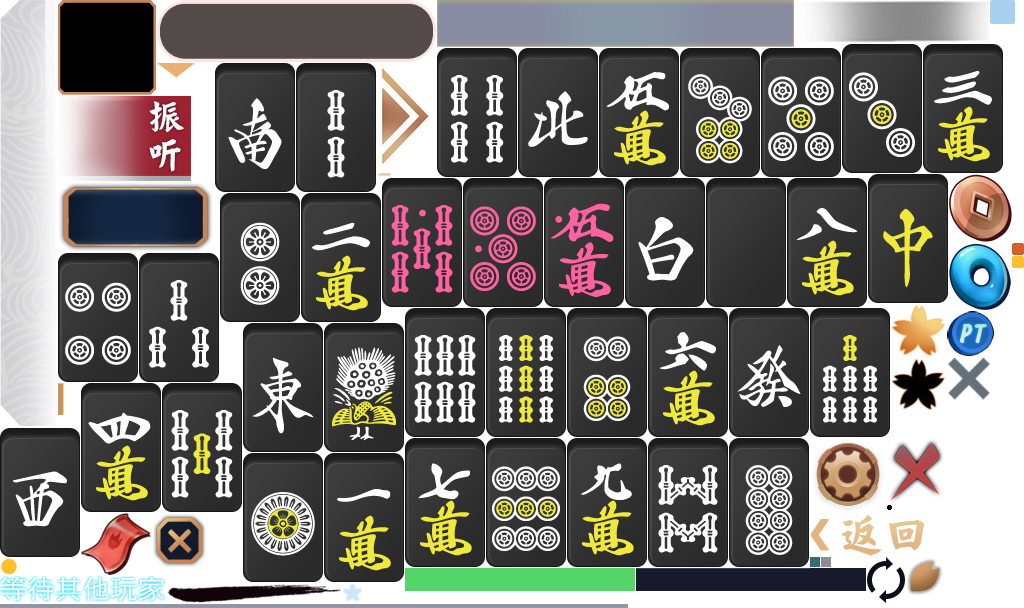 振
听
南
北
伍萬
三萬
二萬
伍萬
白
八萬
中
東
六萬
發
PT
四萬
西
一萬
七萬
九萬
返回
等待其他玩家